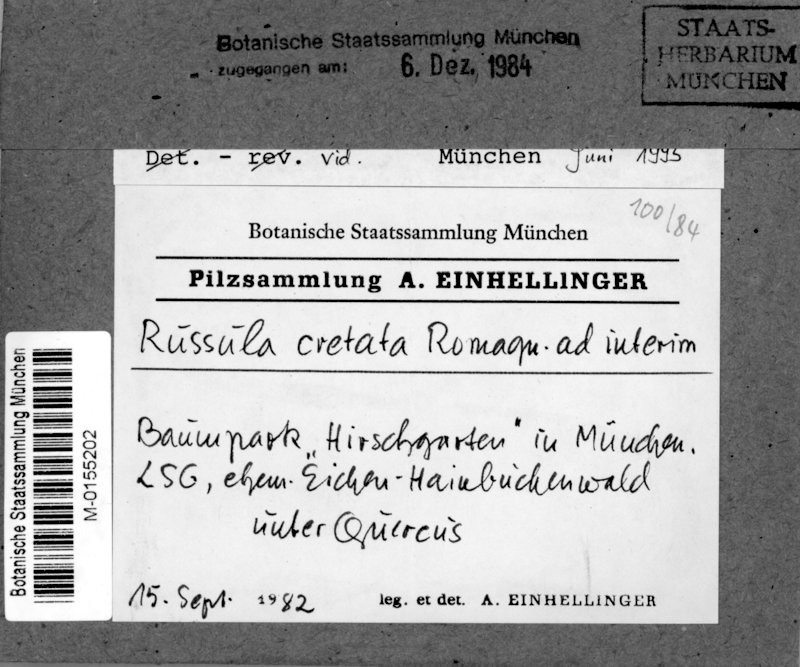 Botanische Staatssammlung München
zugegangen am: 6. Dez. 1984
STAATS-
HERBARIUM
MÜNCHEN
Det. - rev. vid. München Juni 1995
100/84
Botanische Staatssammlung München
Pilzsammlung A. EINHELLINGER
Russula cretata Romagn. ad interim
Baumpark „Hirschgarten" in München.
LSG, ehem. Eichen-Hainbuchenwald
unter Quercus
15. Sept. 1982 leg. et det. A. EINHELLINGER
Botanische Staatssammlung München
M-0155202